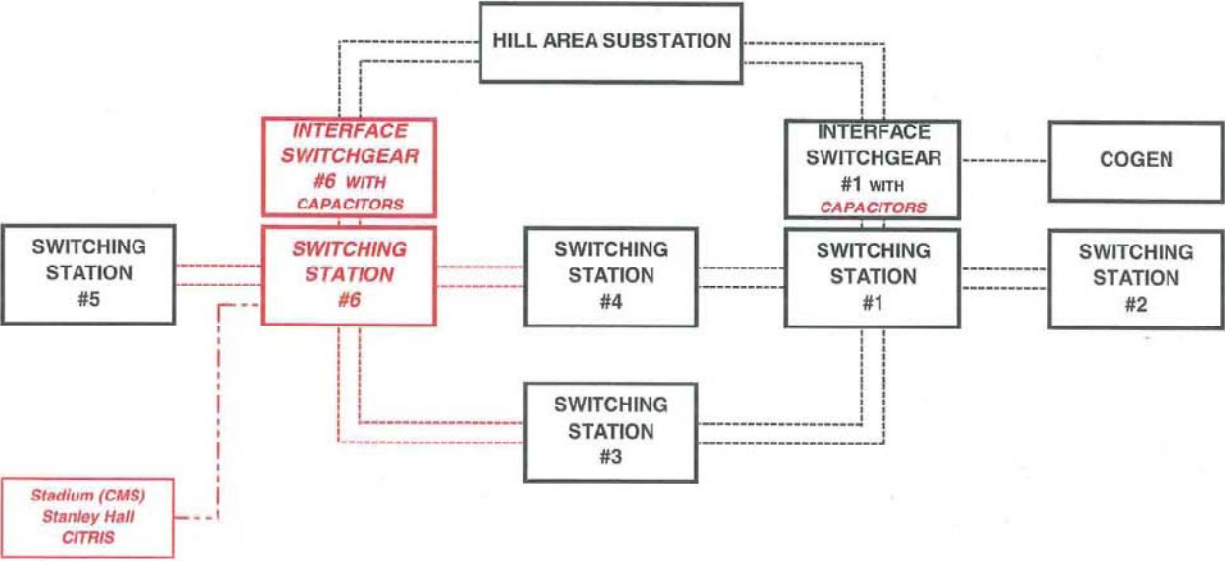 HILL AREA SUBSTATION
INTERFACE
SWITCHGEAR
#6 WITH
CAPACITORS
INTERFACE
SWITCHGEAR
#1 WITH
CAPACITORS
COGEN
SWITCHING
STATION
#5
SWITCHING
STATION
#6
SWITCHING
STATION
#4
SWITCHING
STATION
#1
SWITCHING
STATION
#2
SWITCHING
STATION
#3
Stadium (CMS)
Stanley Hall
CITRIS